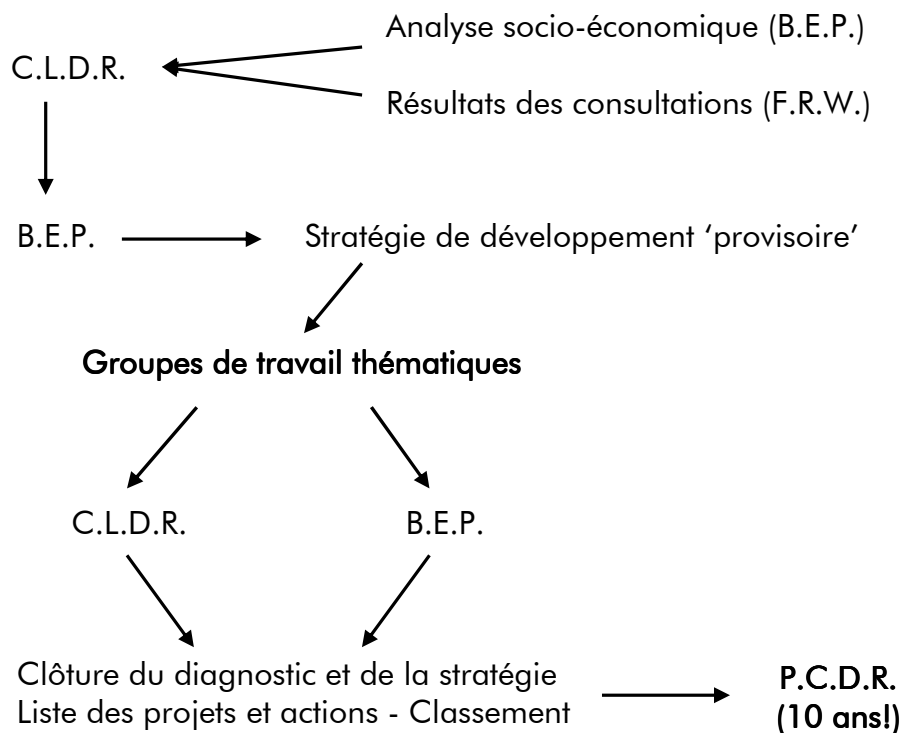 Analyse socio-économique (B.E.P.)
C.L.D.R.
Résultats des consultations (F.R.W.)
B.E.P.
Stratégie de développement ‘provisoire’
Groupes de travail thématiques
C.L.D.R.
B.E.P.
Clôture du diagnostic et de la stratégie
Liste des projets et actions - Classement
P.C.D.R.
(10 ans!)